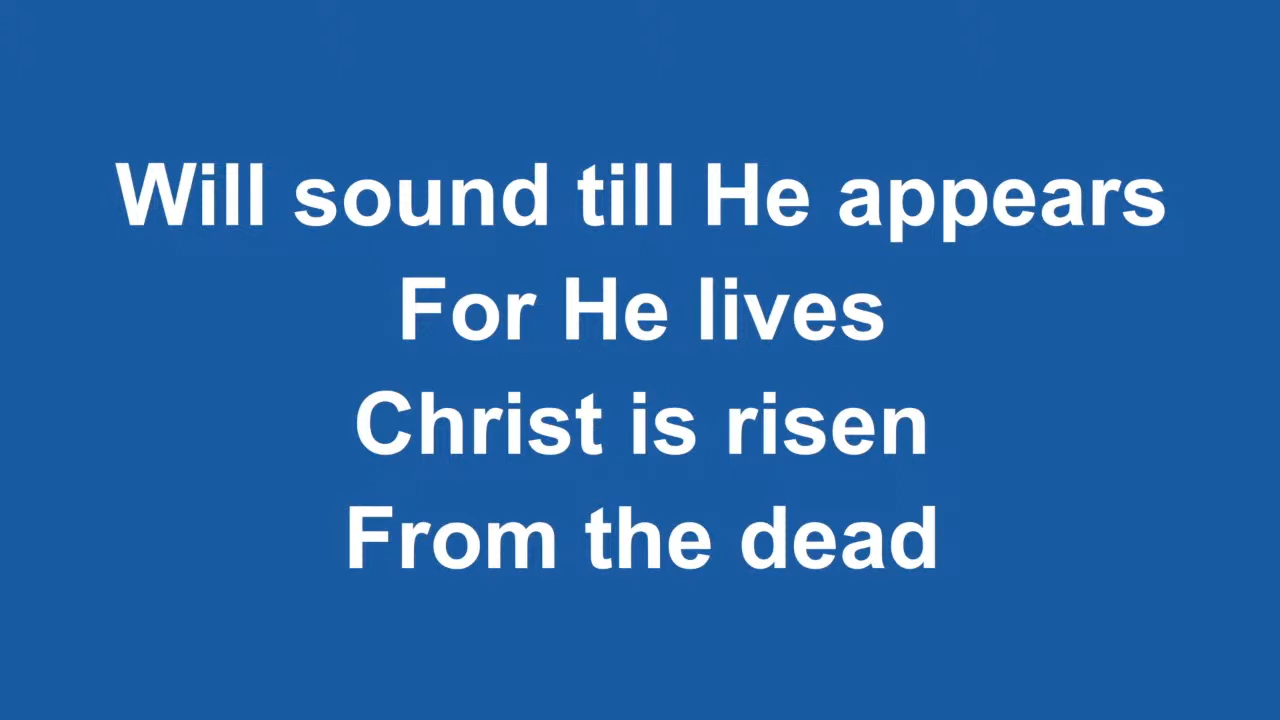 Will sound till He appears
For He lives
Christ is risen
From the dead